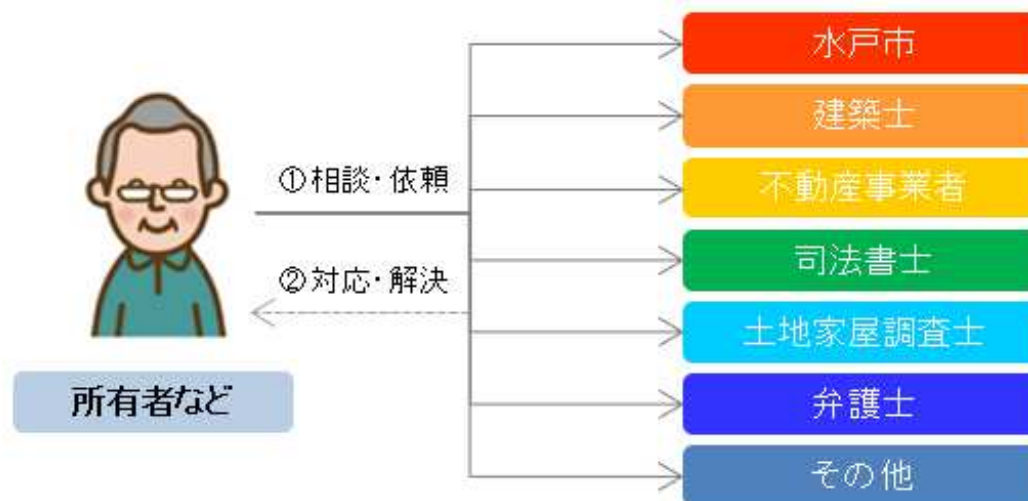 水戸市
建築士
不動産事業者
①相談・依頼
司法書士
②対応・解決
土地家屋調査士
所有者など
弁護士
その他